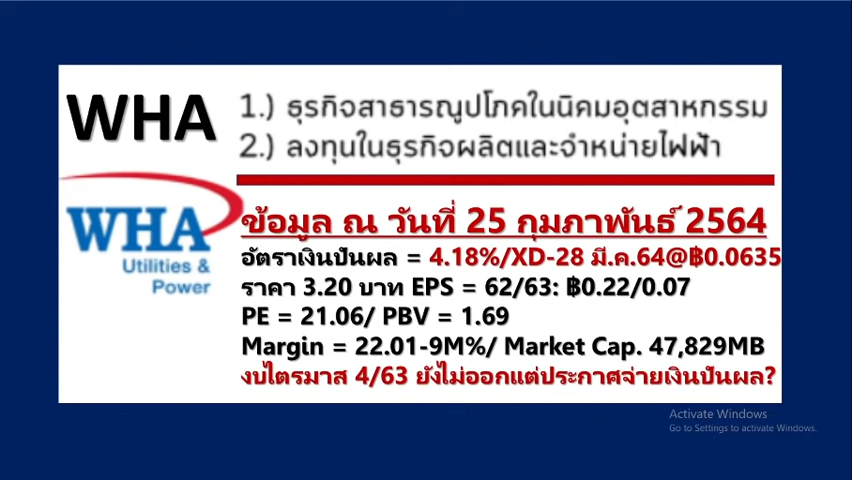 WHA
1.) ธุรกิจสาธารณูปโภคในนิคมอุตสาหกรรม
2.) ลงทุนในธุรกิจผลิตและจำหน่ายไฟฟ้า
WHA
Utilities &
Power
ข้อมูล ณ วันที่ 25 กุมภาพันธ์ 2564
อัตราเงินปันผล = 4.18%/XD-28 มี.ค.64@฿0.0635
ราคา 3.20 บาท EPS = 62/63: ฿0.22/0.07
PE = 21.06/ PBV = 1.69
Margin = 22.01-9M%/ Market Cap. 47,829MB
งบไตรมาส 4/63 ยังไม่ออกแต่ประกาศจ่ายเงินปันผล?
Activate Windows
Go to Settings to activate Windows.